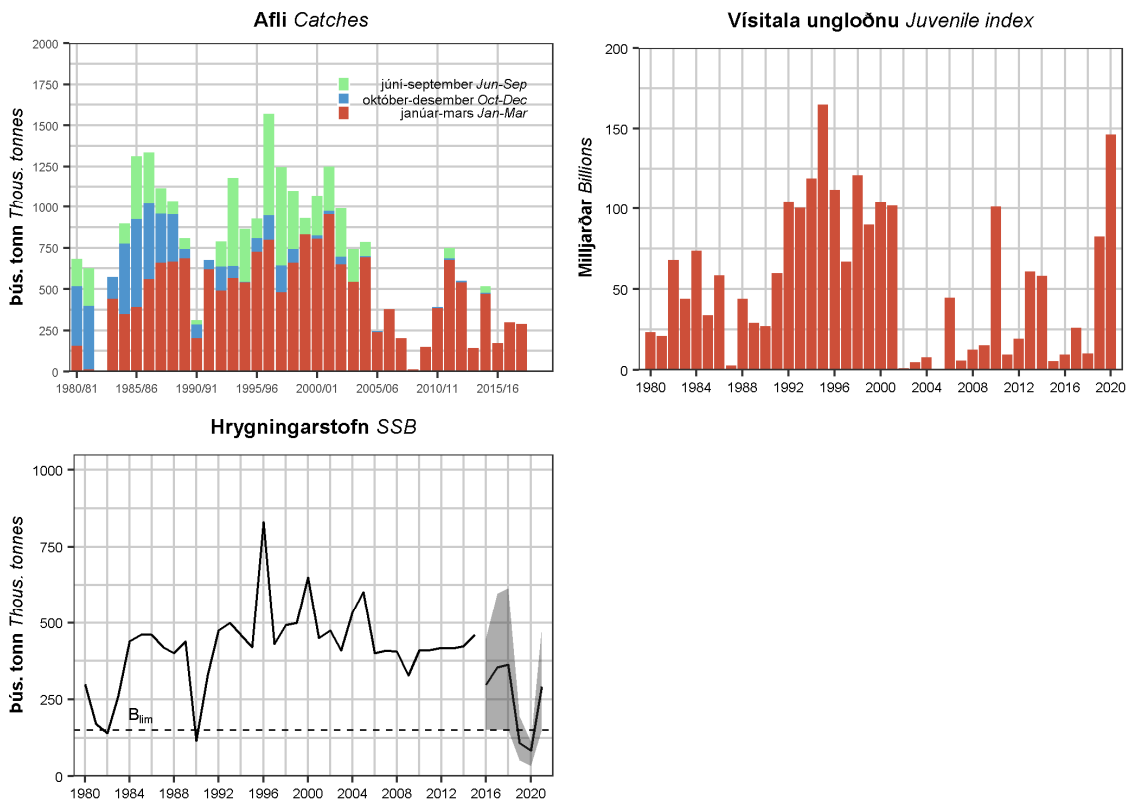 Afli Catches
þús. tonn Thous. tonnes
2000
1750
1500
1250
1000
750
500
250
0
júní-september Jun-Sep
október-desember Oct-Dec
janúar-mars Jan-Mar
1980/81 1985/86 1990/91 1995/96 2000/01 2005/06 2010/11 2015/16
Vísitala ungloðnu Juvenile index
Milljarðar Billions
200
150
100
50
0
1980 1984 1988 1992 1996 2000 2004 2008 2012 2016 2020
Hrygningarstofn SSB
þús. tonn Thous. tonnes
1000
750
500
250
0
Blim
1980 1984 1988 1992 1996 2000 2004 2008 2012 2016 2020